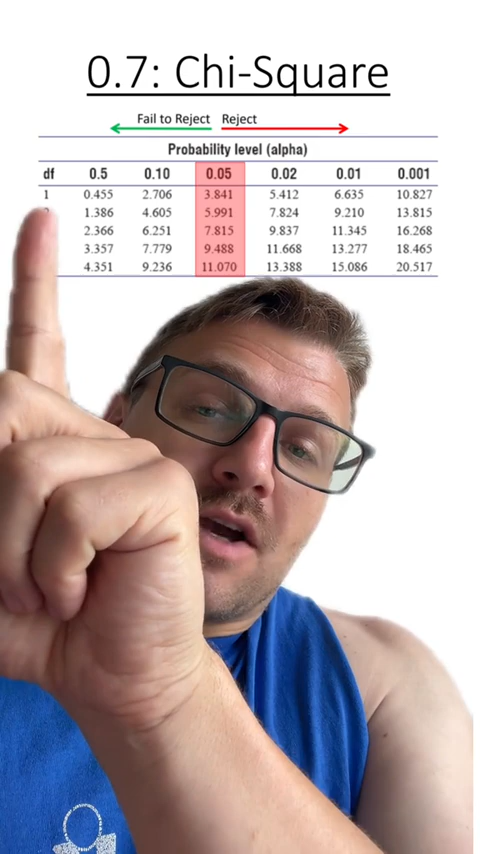 0.7: Chi-Square
Fail to Reject Reject
Probability level (alpha)
df 0.5 0.10 0.05 0.02 0.01 0.001
1 0.455 2.706 3.841 5.412 6.635 10.827
1.386 4.605 5.991 7.824 9.210 13.815
2.366 6.251 7.815 9.837 11.345 16.268
3.357 7.779 9.488 11.668 13.277 18.465
4.351 9.236 11.070 13.388 15.086 20.517